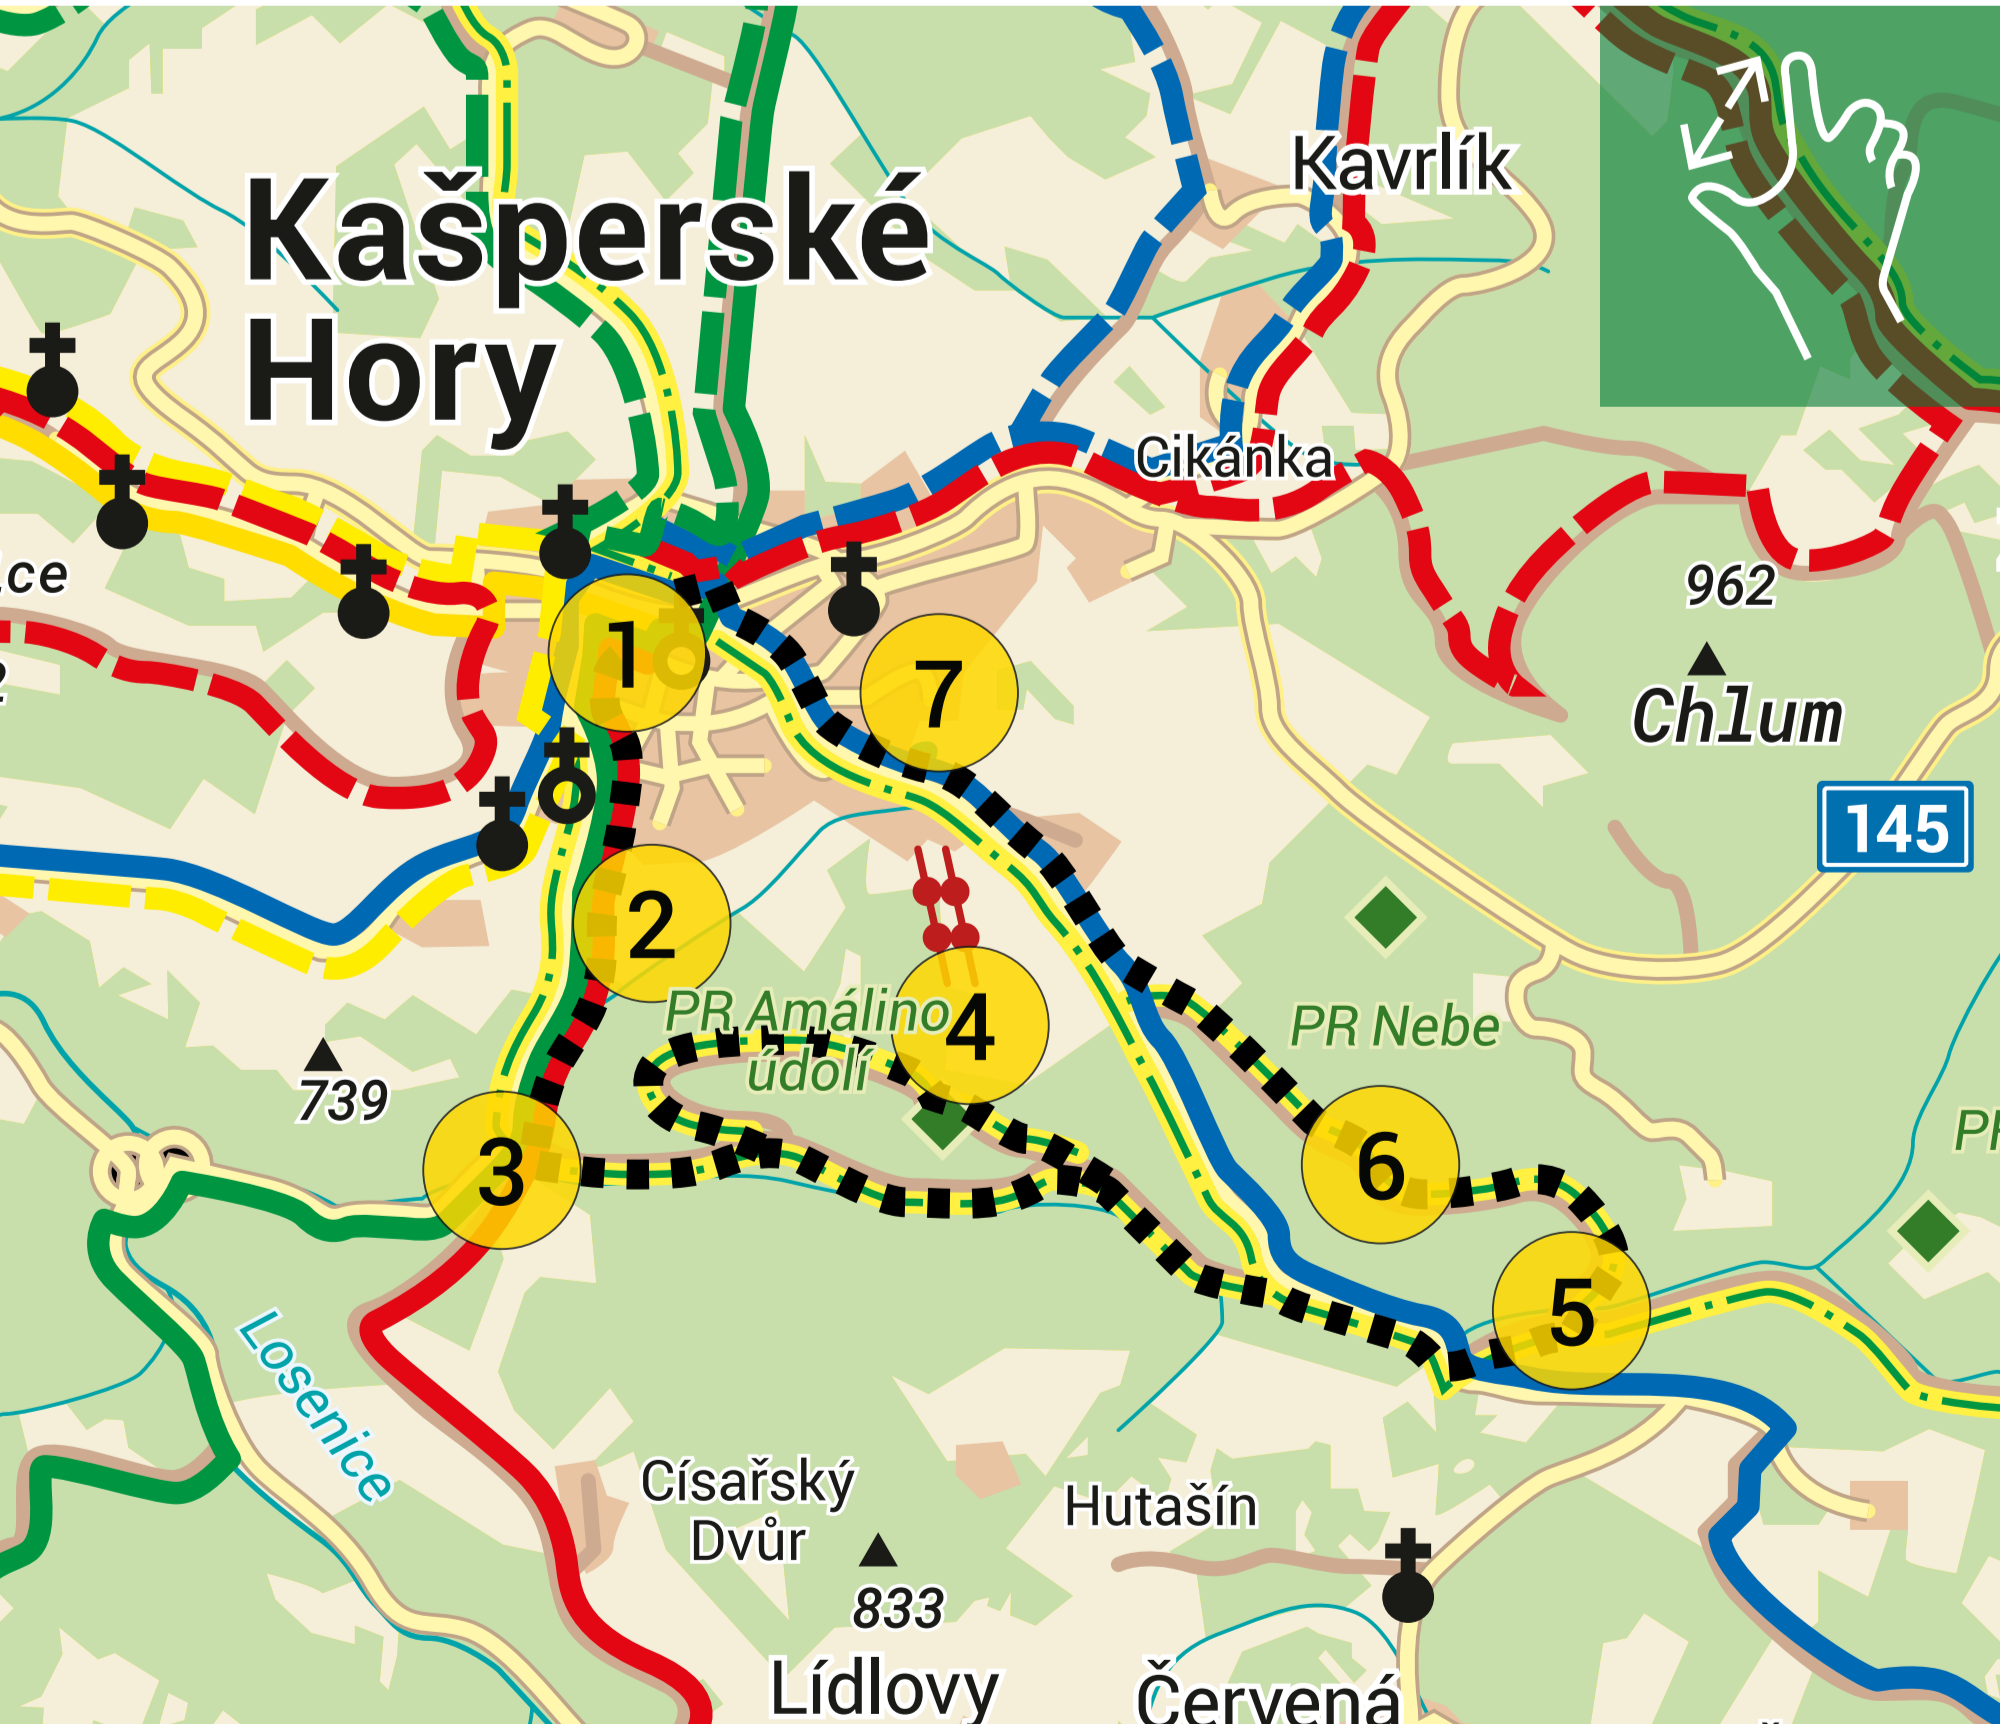 Kavrlík
Kašperské
Hory
Cikánka
962
Chlum
1
7
145
2
PR Amálino
údolí
4
PR Nebe
739
3
6
5
Losenice
Císařský
Dvůr
Hutašín
833
Lídlovy
Červená